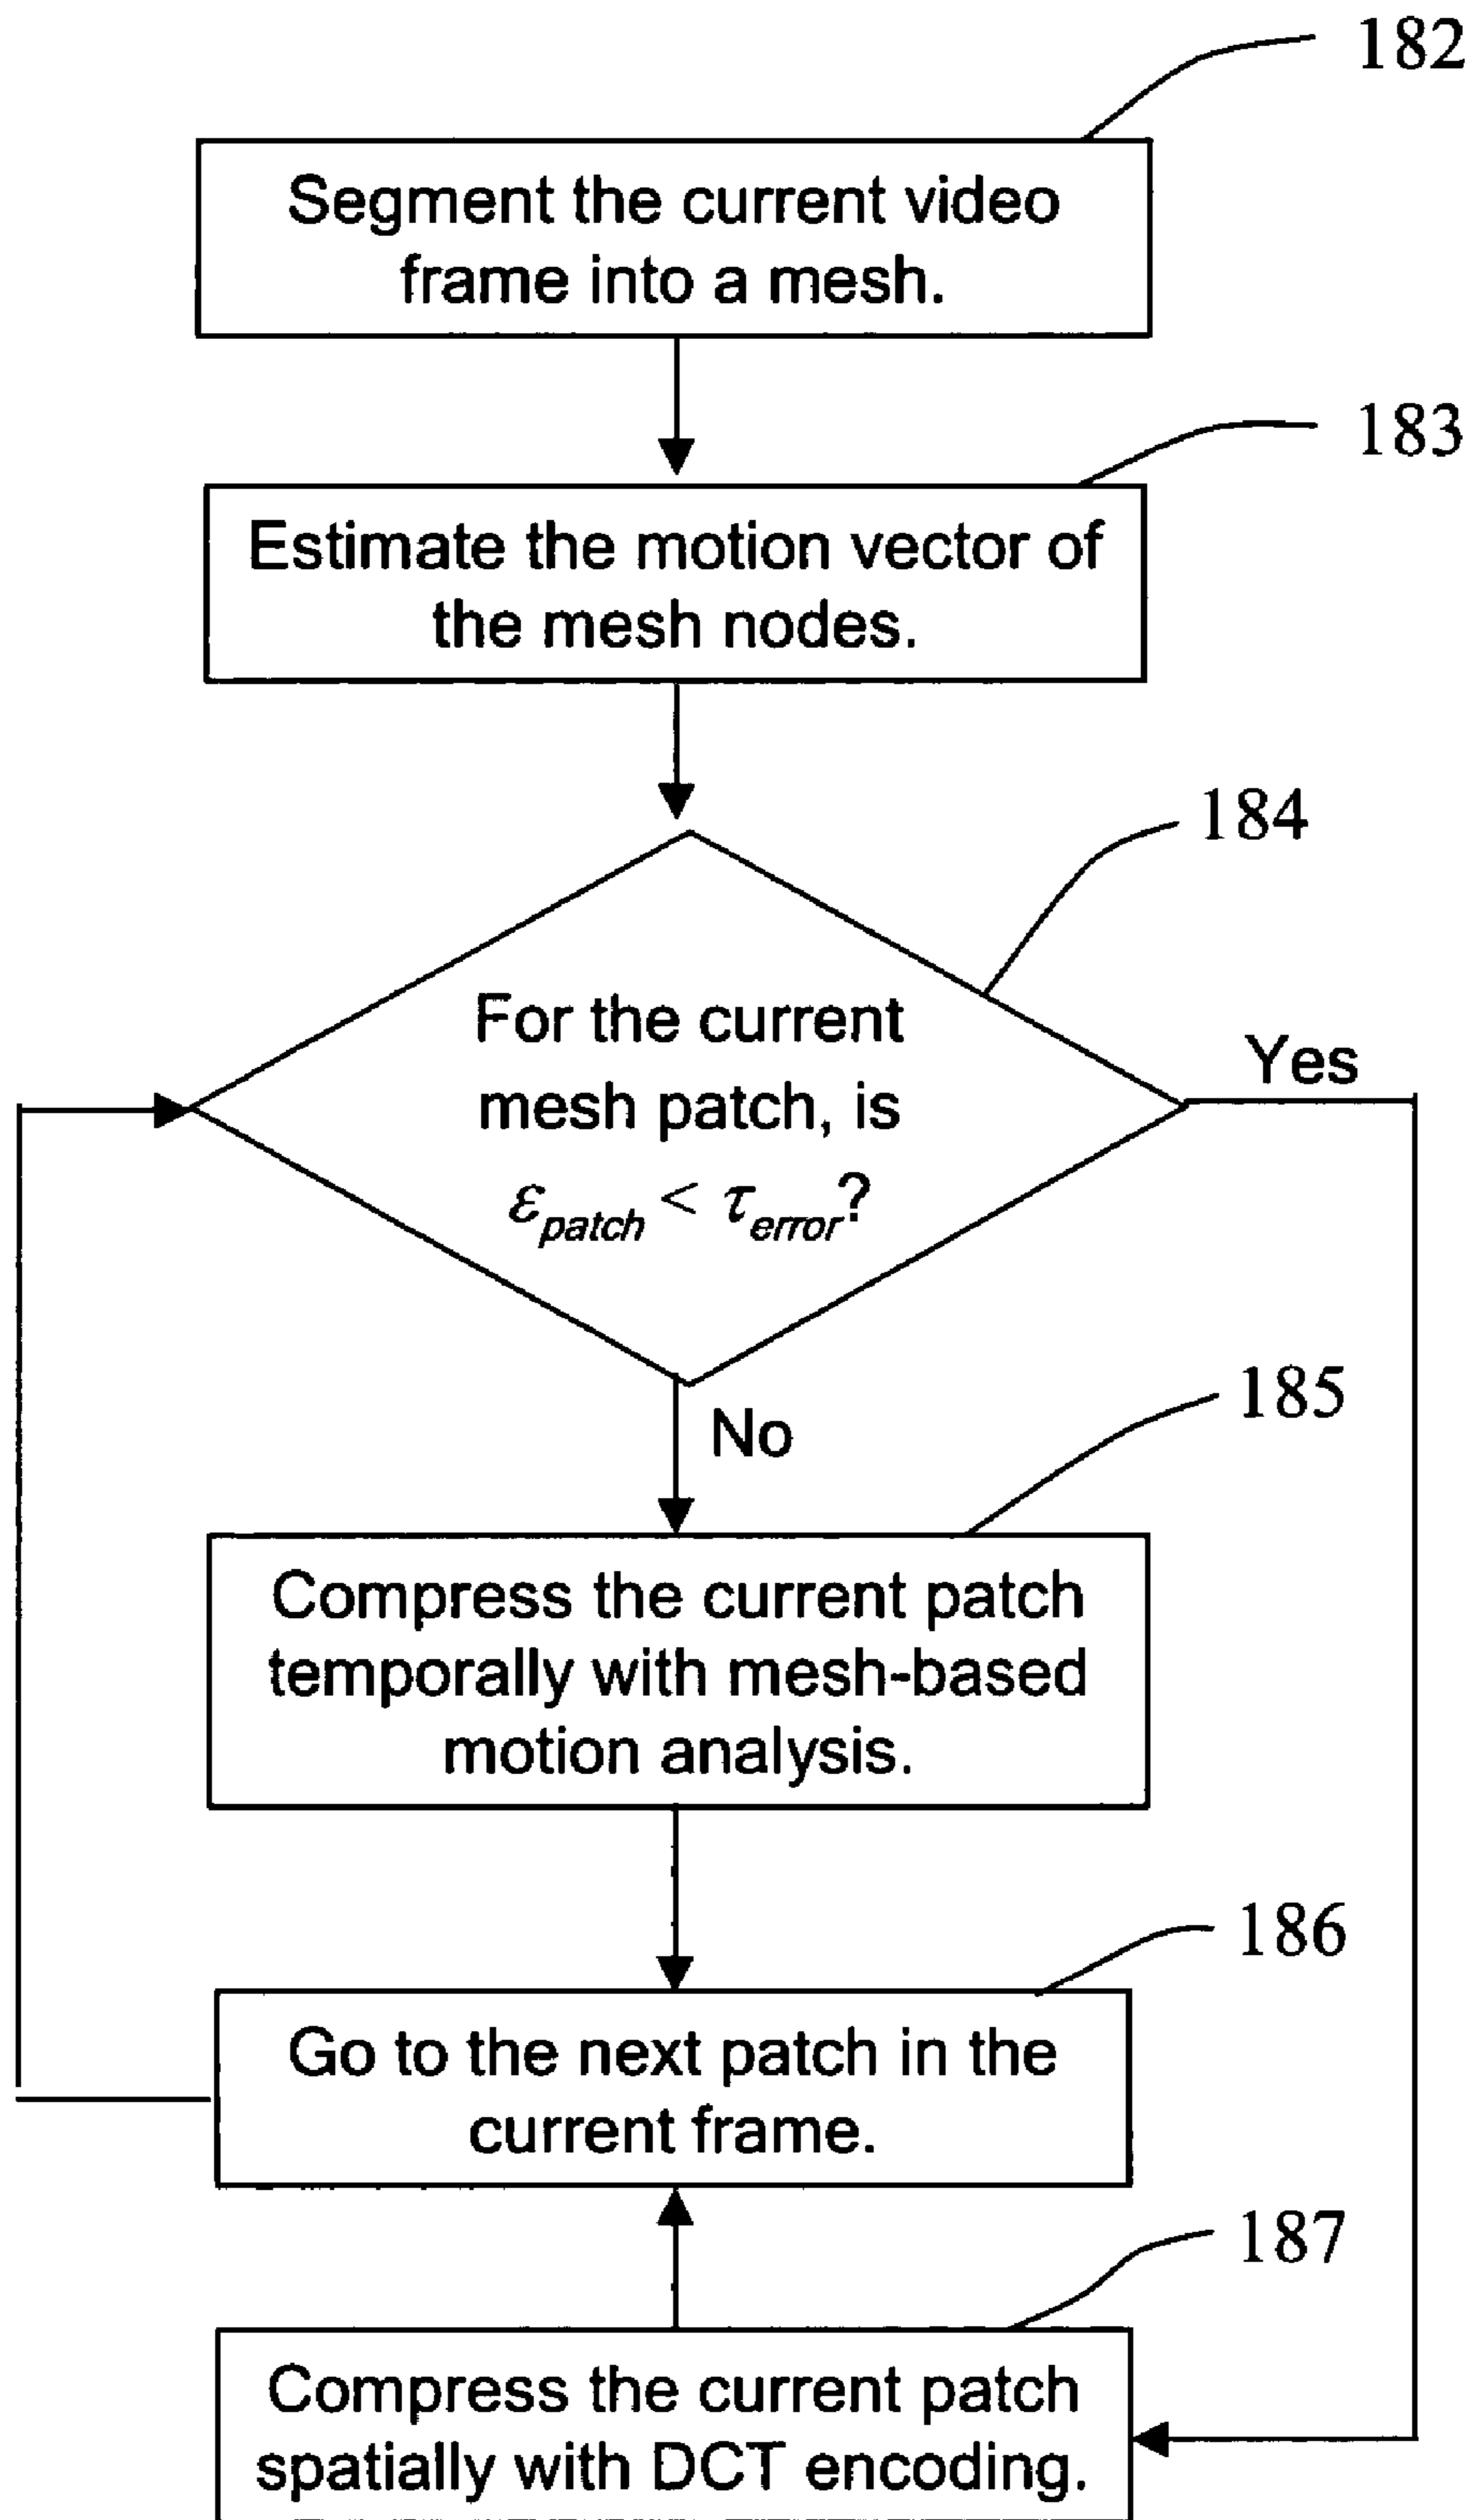 182
Segment the current video
frame into a mesh.
183
Estimate the motion vector of
the mesh nodes.
184
For the current
mesh patch, is
ε_patch < τ_error?
Yes
No
185
Compress the current patch
temporally with mesh-based
motion analysis.
186
Go to the next patch in the
current frame.
187
Compress the current patch
spatially with DCT encoding.